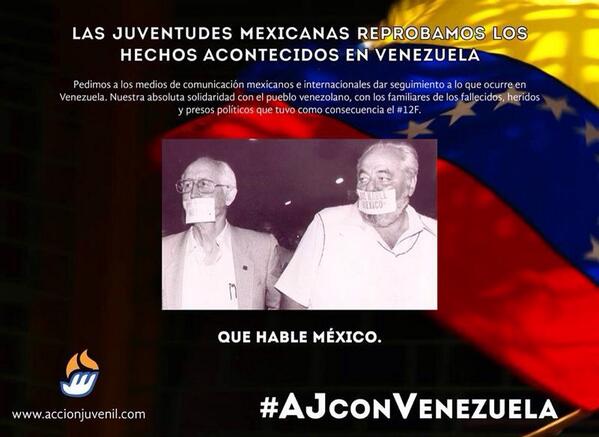 LAS JUVENTUDES MEXICANAS REPROBAMOS LOS
HECHOS ACONTECIDOS EN VENEZUELA
Pedimos a los medios de comunicación mexicanos e internacionales dar seguimiento a lo que ocurre en
Venezuela. Nuestra absoluta solidaridad con el pueblo venezolano, con los familiares de los fallecidos, heridos
y presos políticos que tuvo como consecuencia el #12F.
MÉXICO
QUE HABLE MÉXICO.
www.accionjuvenil.com
#AJCONVENEZUELA